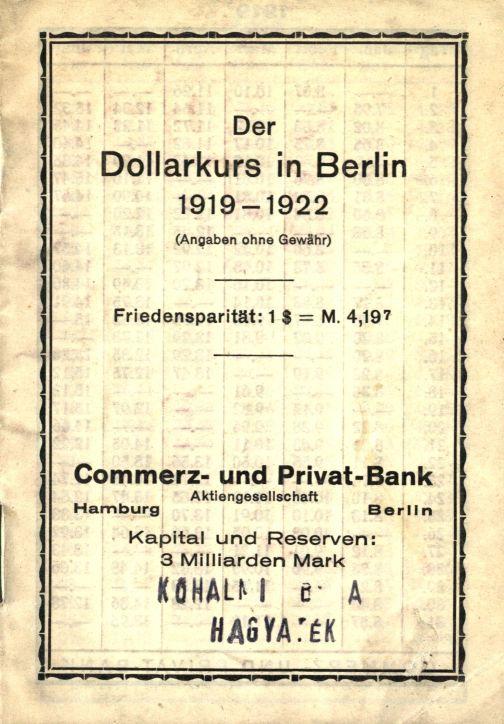 Der
Dollarkurs in Berlin
1919–1922
(Angaben ohne Gewähr)
Friedensparität: 1 $ = M. 4,19⁷
Commerz- und Privat-Bank
Aktiengesellschaft
Hamburg Berlin
Kapital und Reserven:
3 Milliarden Mark